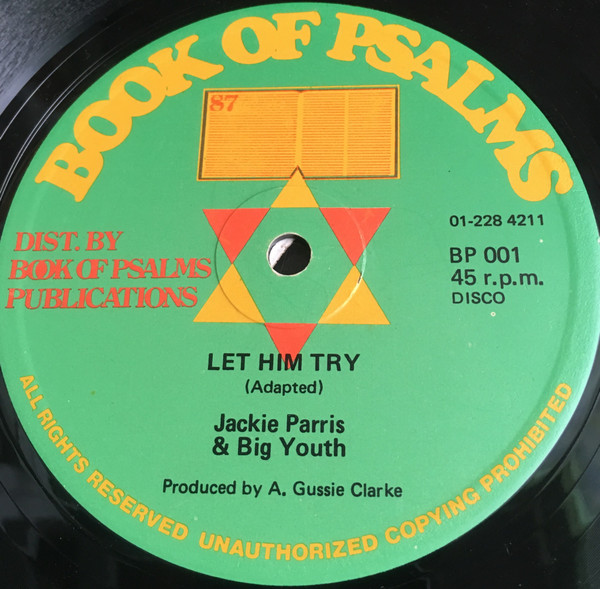 BOOK OF PSALMS
87
DIST. BY
BOOK OF PSALMS
PUBLICATIONS
01-228 4211
BP 001
45 r.p.m.
DISCO
LET HIM TRY
(Adapted)
Jackie Parris
& Big Youth
Produced by A. Gussie Clarke
ALL RIGHTS RESERVED UNAUTHORIZED COPYING PROHIBITED